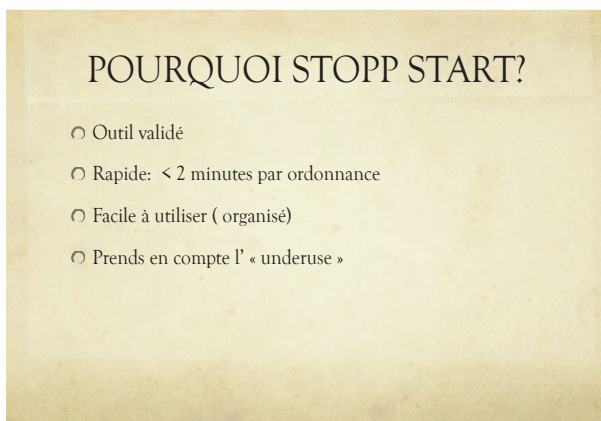 POURQUOI STOPP START?
Outil validé
Rapide: < 2 minutes par ordonnance
Facile à utiliser ( organisé)
Prends en compte l' « underuse »